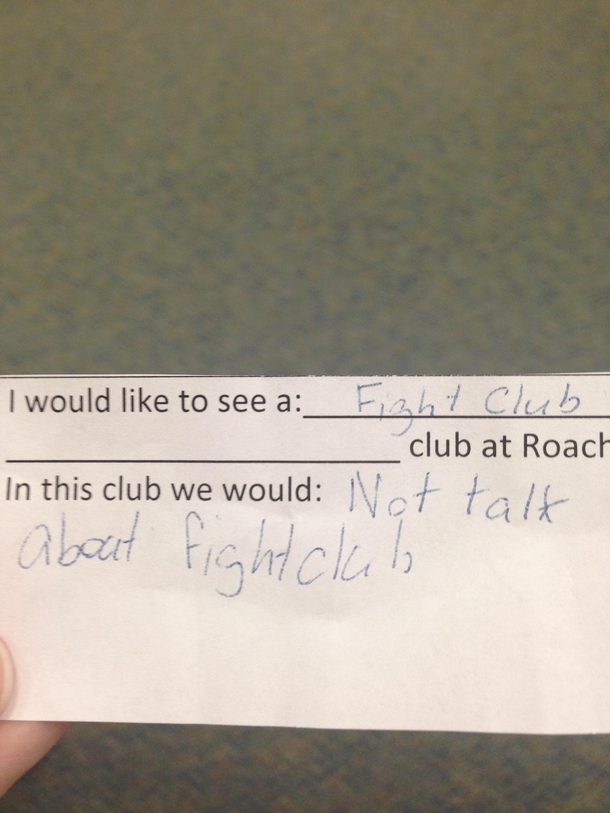 I would like to see a: Fight Club
club at Roach
In this club we would: Not talk
about fightclub